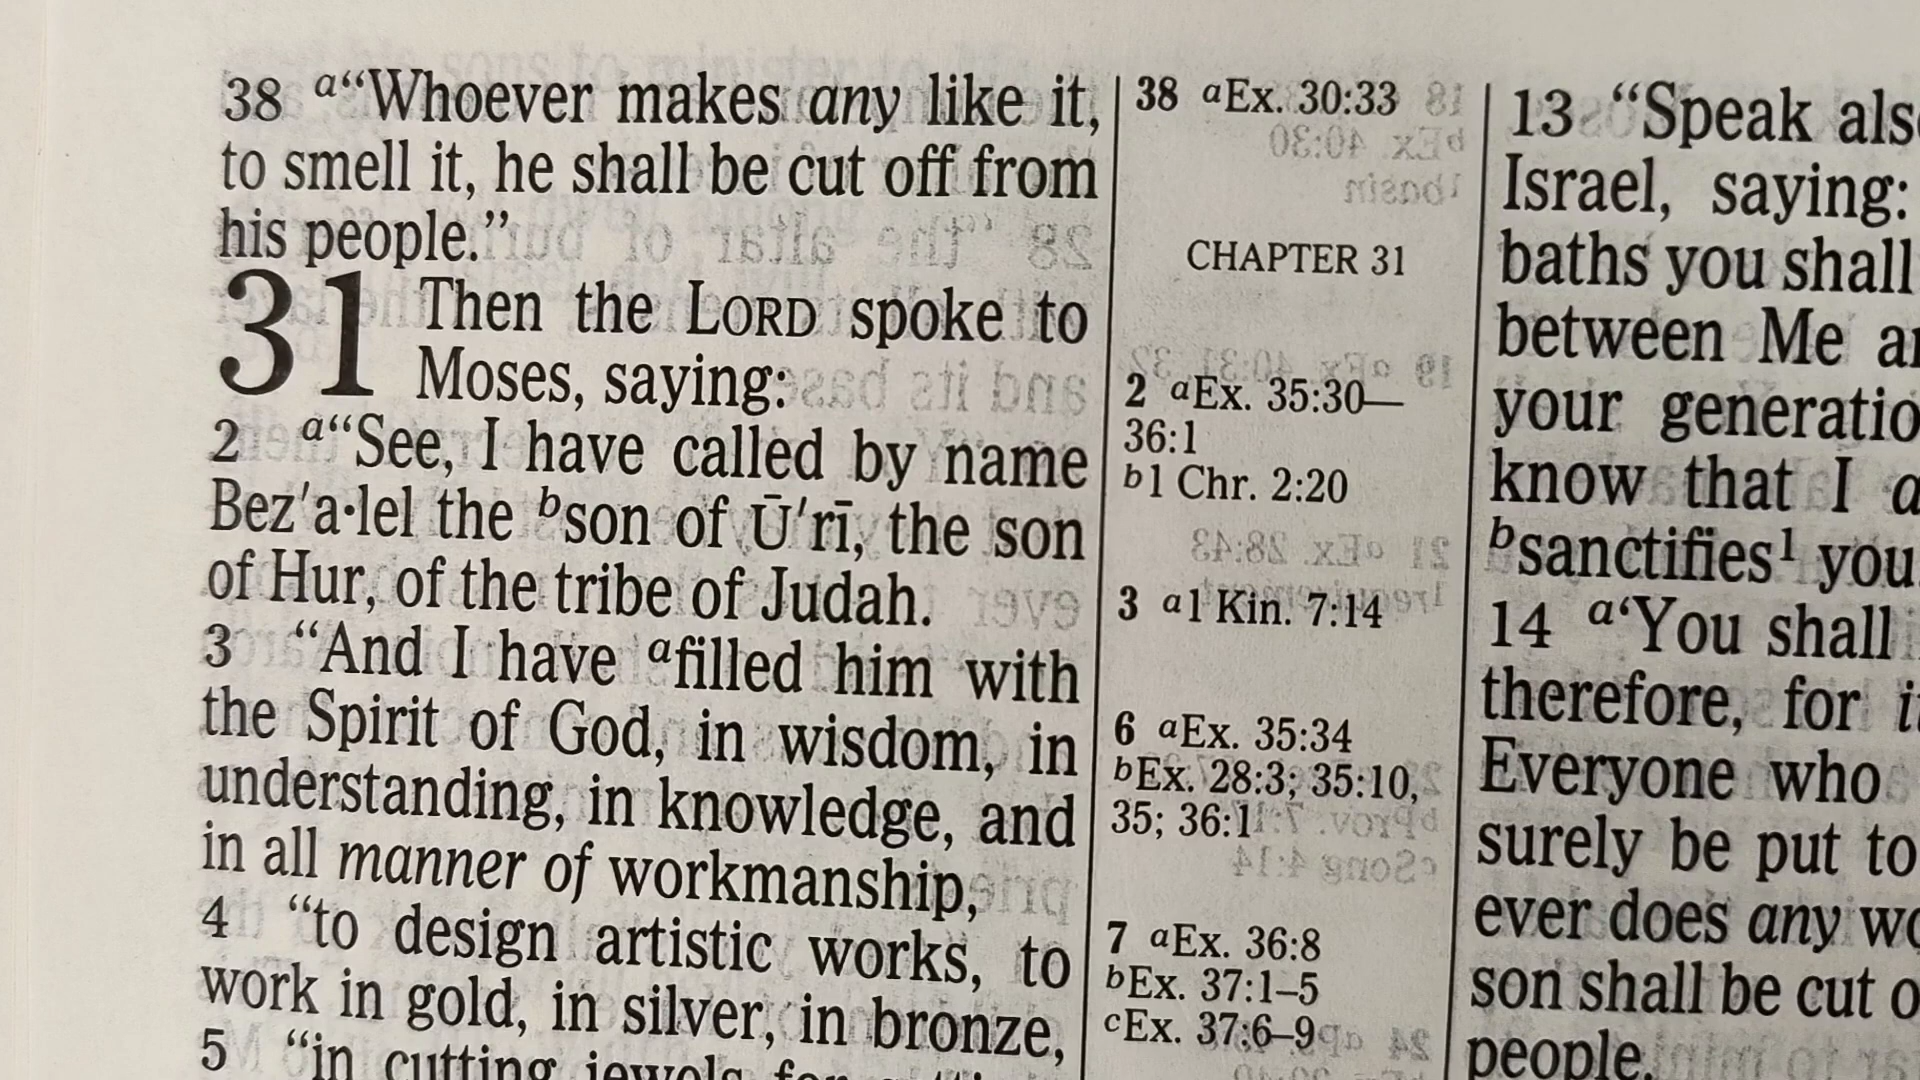 38 a“Whoever makes any like it,
to smell it, he shall be cut off from
his people.”
31 Then the LORD spoke to
Moses, saying:
2 a“See, I have called by name
Bez′a·lel the bson of Ū′rī, the son
of Hur, of the tribe of Judah.
3 “And I have afilled him with
the Spirit of God, in wisdom, in
understanding, in knowledge, and
in all manner of workmanship,
4 “to design artistic works, to
work in gold, in silver, in bronze,
5 “in cutting jewels for
38 aEx. 30:33
CHAPTER 31
2 aEx. 35:30—
36:1
b1 Chr. 2:20
3 a1 Kin. 7:14
6 aEx. 35:34
bEx. 28:3; 35:10,
35; 36:1
7 aEx. 36:8
bEx. 37:1–5
cEx. 37:6–9
13 “Speak als
Israel, saying:
baths you shall
between Me a
your generatio
know that I a
bsanctifies1 you
14 a‘You shall
therefore, for i
Everyone who
surely be put to
ever does any wo
son shall be cut o
people.